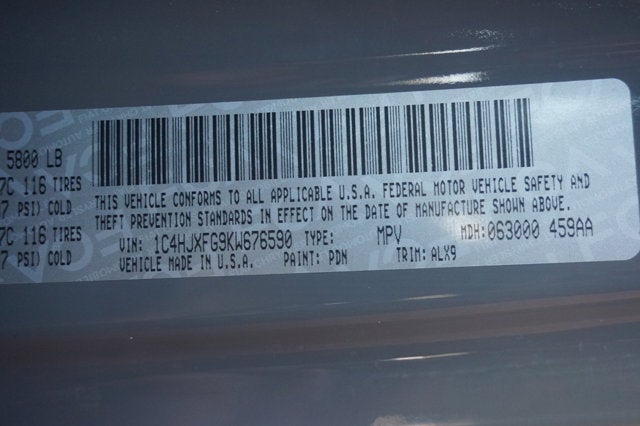 5800 LB
7C 116 TIRES
7 PSI) COLD
7C 116 TIRES
7 PSI) COLD
THIS VEHICLE CONFORMS TO ALL APPLICABLE U.S.A. FEDERAL MOTOR VEHICLE SAFETY AND
THEFT PREVENTION STANDARDS IN EFFECT ON THE DATE OF MANUFACTURE SHOWN ABOVE.
VIN: 1C4HJXFG9KW676590 TYPE: MPV MDH: 063000 459AA
VEHICLE MADE IN U.S.A. PAINT: PDN TRIM: ALX9